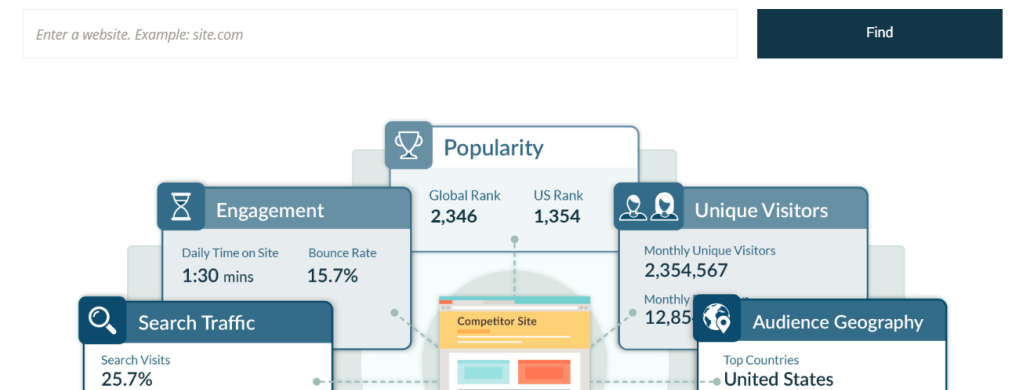 Enter a website. Example: site.com
Find
Popularity
Global Rank
US Rank
2,346
1,354
Engagement
Daily Time on Site
Bounce Rate
1:30 mins
15.7%
Unique Visitors
Monthly Unique Visitors
2,354,567
Monthly
12,85
Search Traffic
Search Visits
25.7%
Competitor Site
Audience Geography
Top Countries
United States